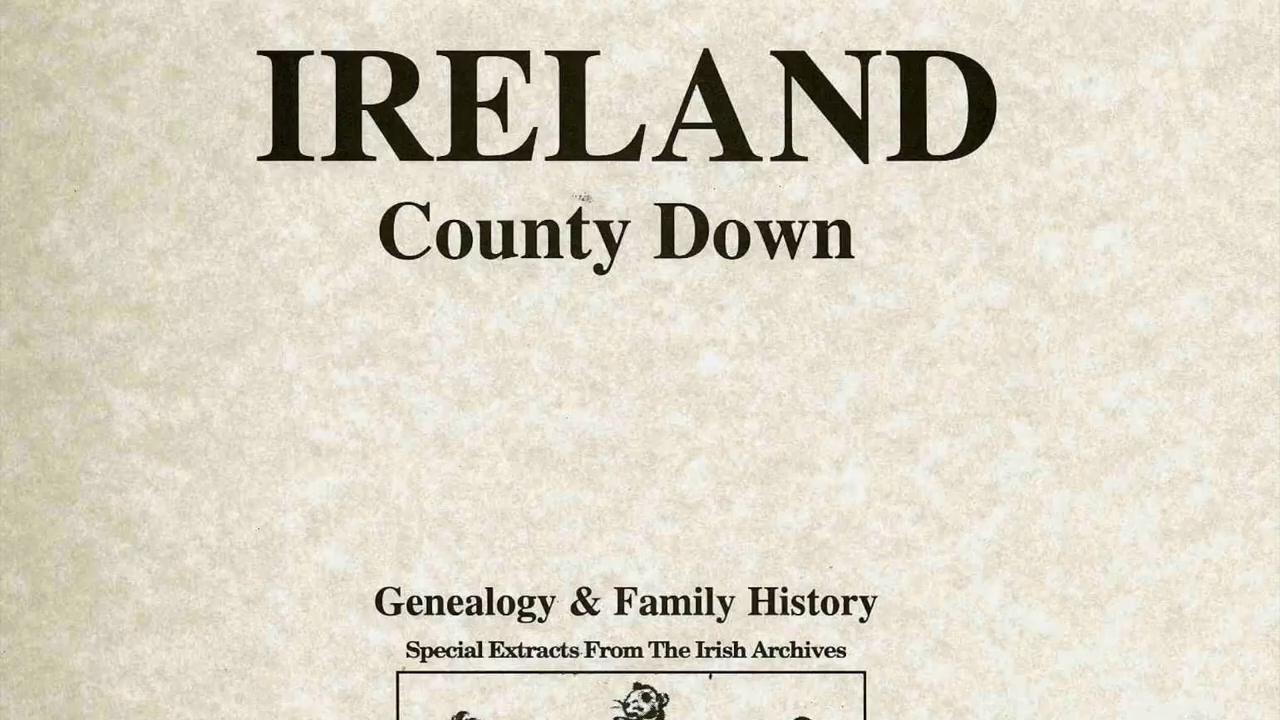 IRELAND
County Down
Genealogy & Family History
Special Extracts From The Irish Archives